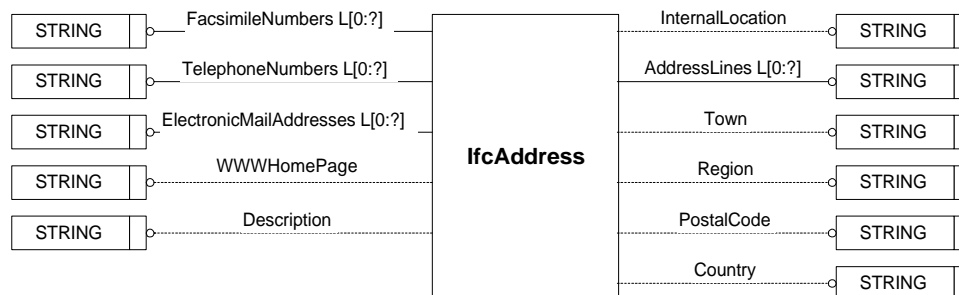 STRING FacsimileNumbers L[0:?] InternalLocation STRING
STRING TelephoneNumbers L[0:?] AddressLines L[0:?] STRING
STRING ElectronicMailAddresses L[0:?] Town STRING
IfcAddress
STRING WWWHomePage Region STRING
STRING Description PostalCode STRING
Country STRING